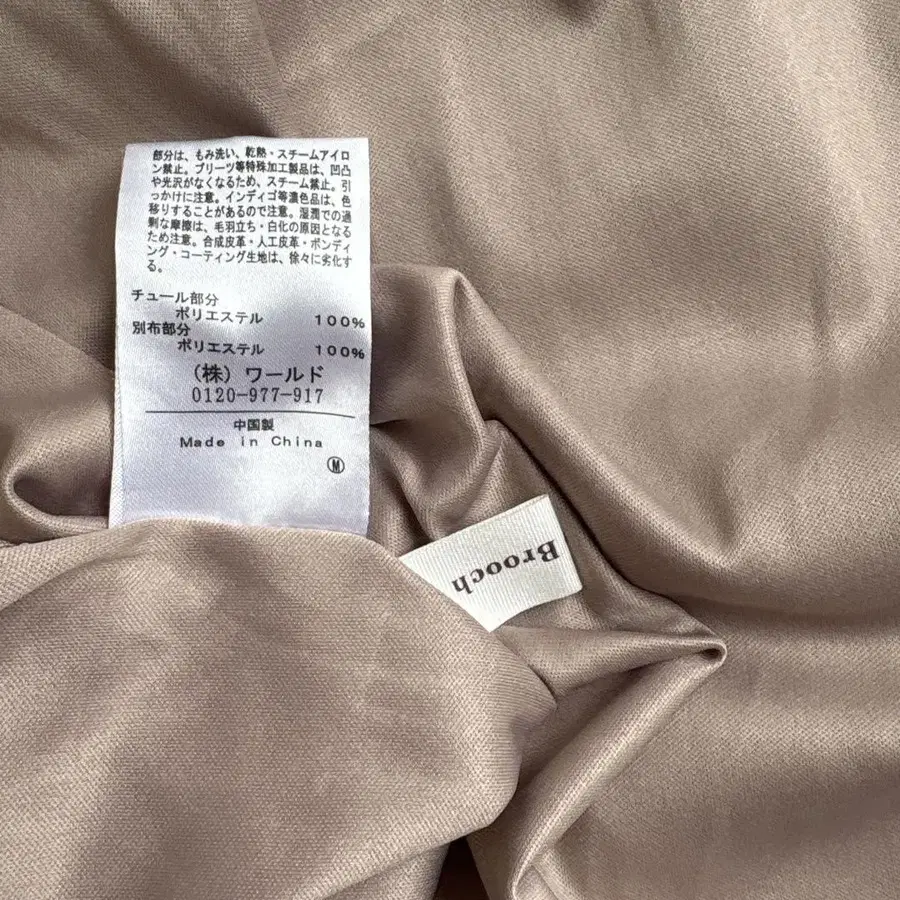 部分は、もみ洗い、乾熱・スチームアイロ
ン禁止。プリーツ等特殊加工製品は、凹凸
や光沢がなくなるため、スチーム禁止。引
っかけに注意。インディゴ等濃色品は、色
移りすることがあるので注意。湿潤での過
剰な摩擦は、毛羽立ち・白化の原因となる
ため注意。合成皮革・人工皮革・ボンディ
ング・コーティング生地は、徐々に劣化す
る。
チュール部分
ポリエステル 100%
別布部分
ポリエステル 100%
(株) ワールド
0120-977-917
中国製
Made in China
Ⓜ
Brooch